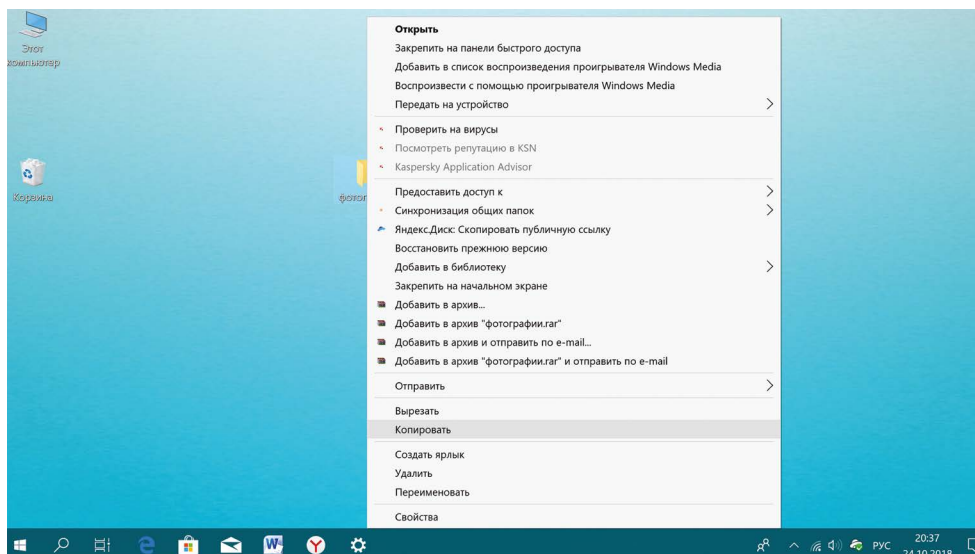 Этот
компьютер
Корзина
Открыть
Закрепить на панели быстрого доступа
Добавить в список воспроизведения проигрывателя Windows Media
Воспроизвести с помощью проигрывателя Windows Media
Передать на устройство
Проверить на вирусы
Посмотреть репутацию в KSN
Kaspersky Application Advisor
Предоставить доступ к
Синхронизация общих папок
Яндекс.Диск: Скопировать публичную ссылку
Восстановить прежнюю версию
Добавить в библиотеку
Закрепить на начальном экране
Добавить в архив...
Добавить в архив "фотографии.rar"
Добавить в архив и отправить по e-mail...
Добавить в архив "фотографии.rar" и отправить по e-mail
Отправить
Вырезать
Копировать
Создать ярлык
Удалить
Переименовать
Свойства
РУС
20:37
24.10.2018